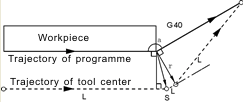 G40
a
Workpiece
Trajectory of programme
r
L
Trajectory of tool center
L
L
S